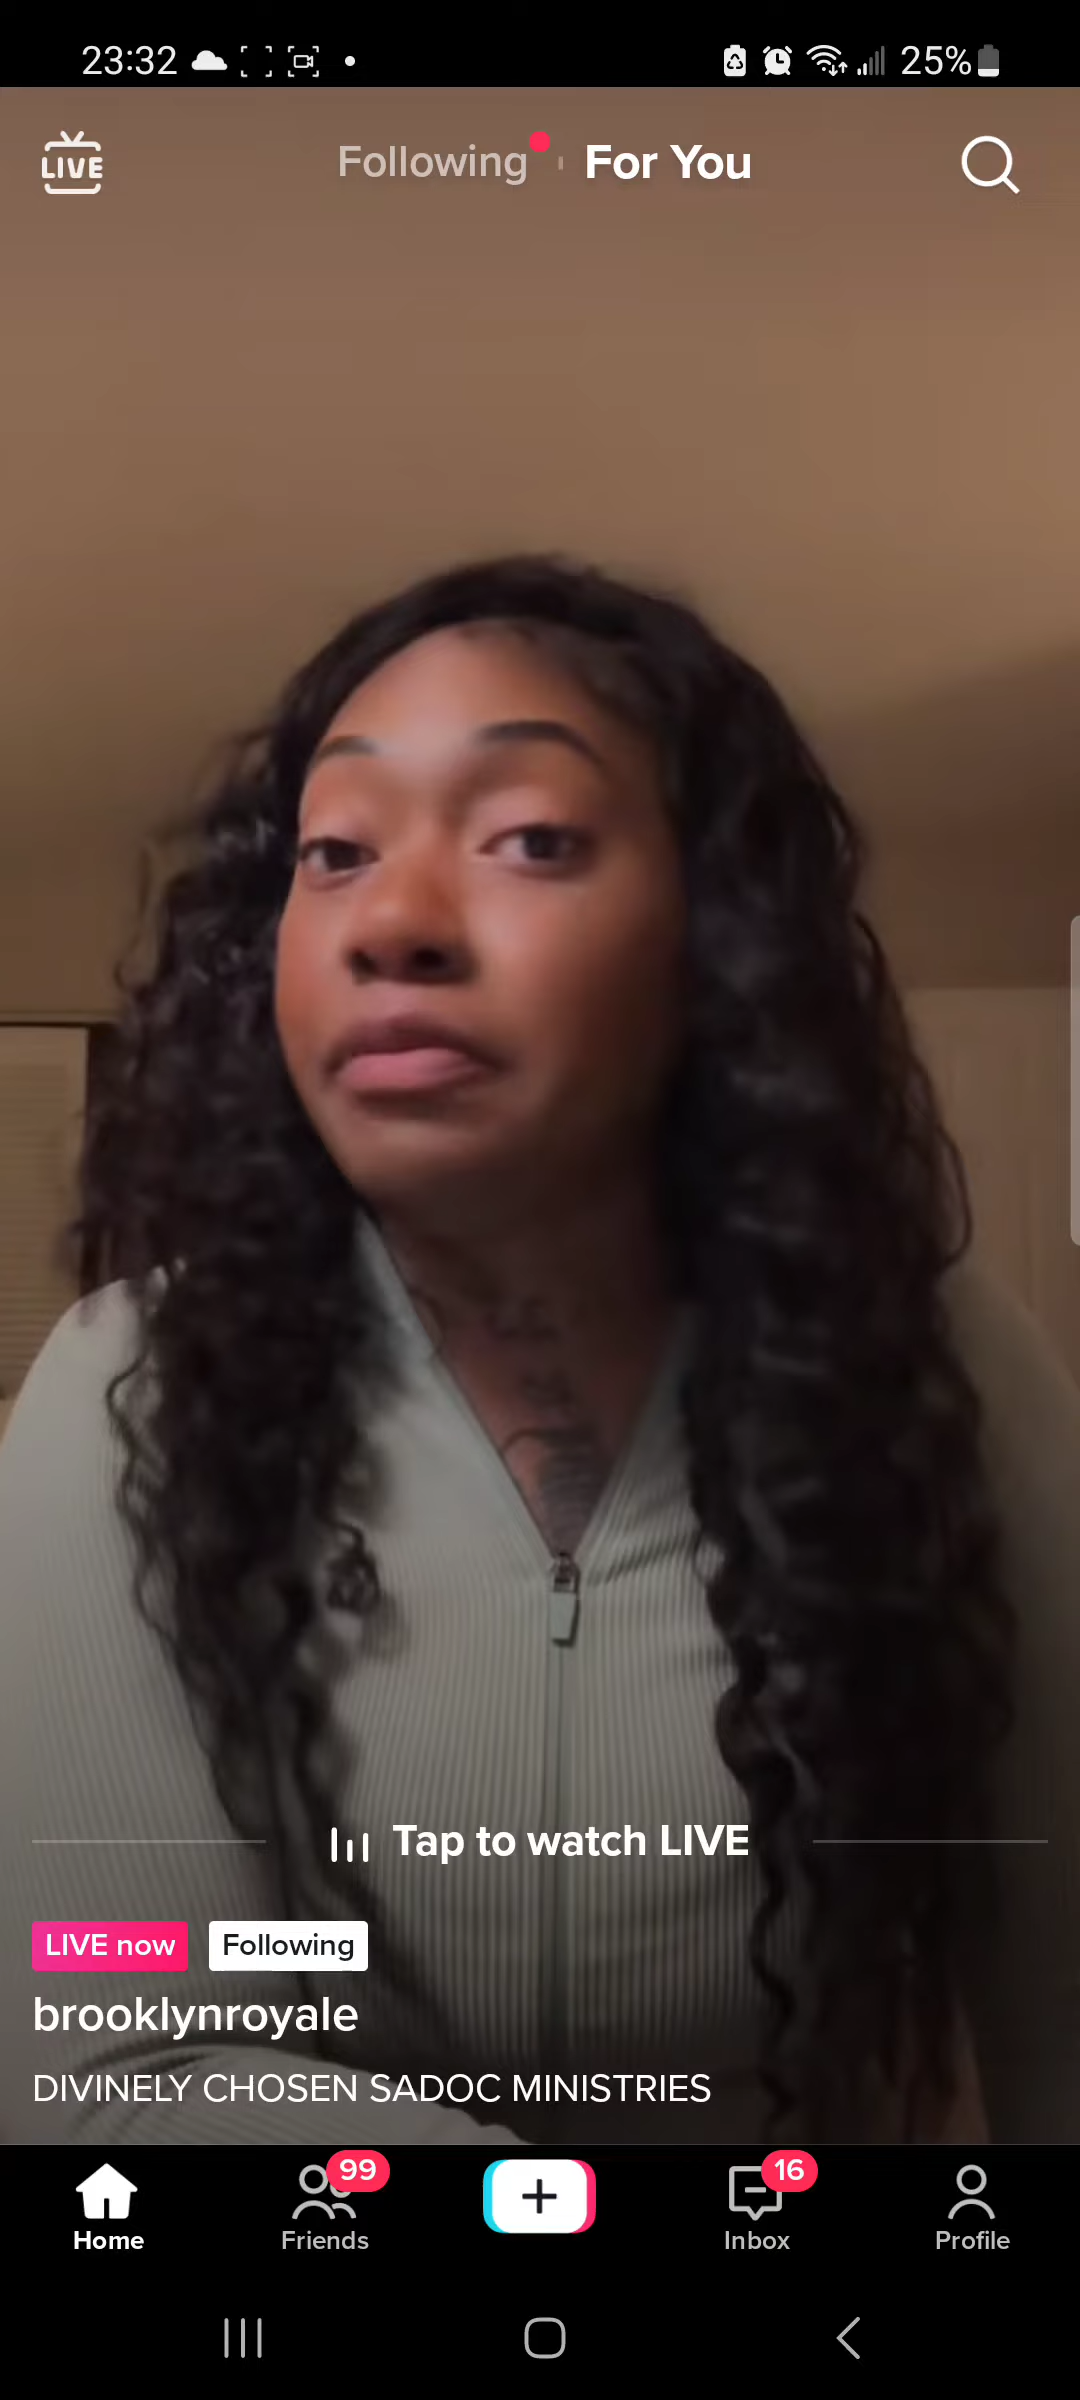 23:32 25%
LIVE Following For You
Tap to watch LIVE
LIVE now Following
brooklynroyale
DIVINELY CHOSEN SADOC MINISTRIES
99 16
Home Friends Inbox Profile